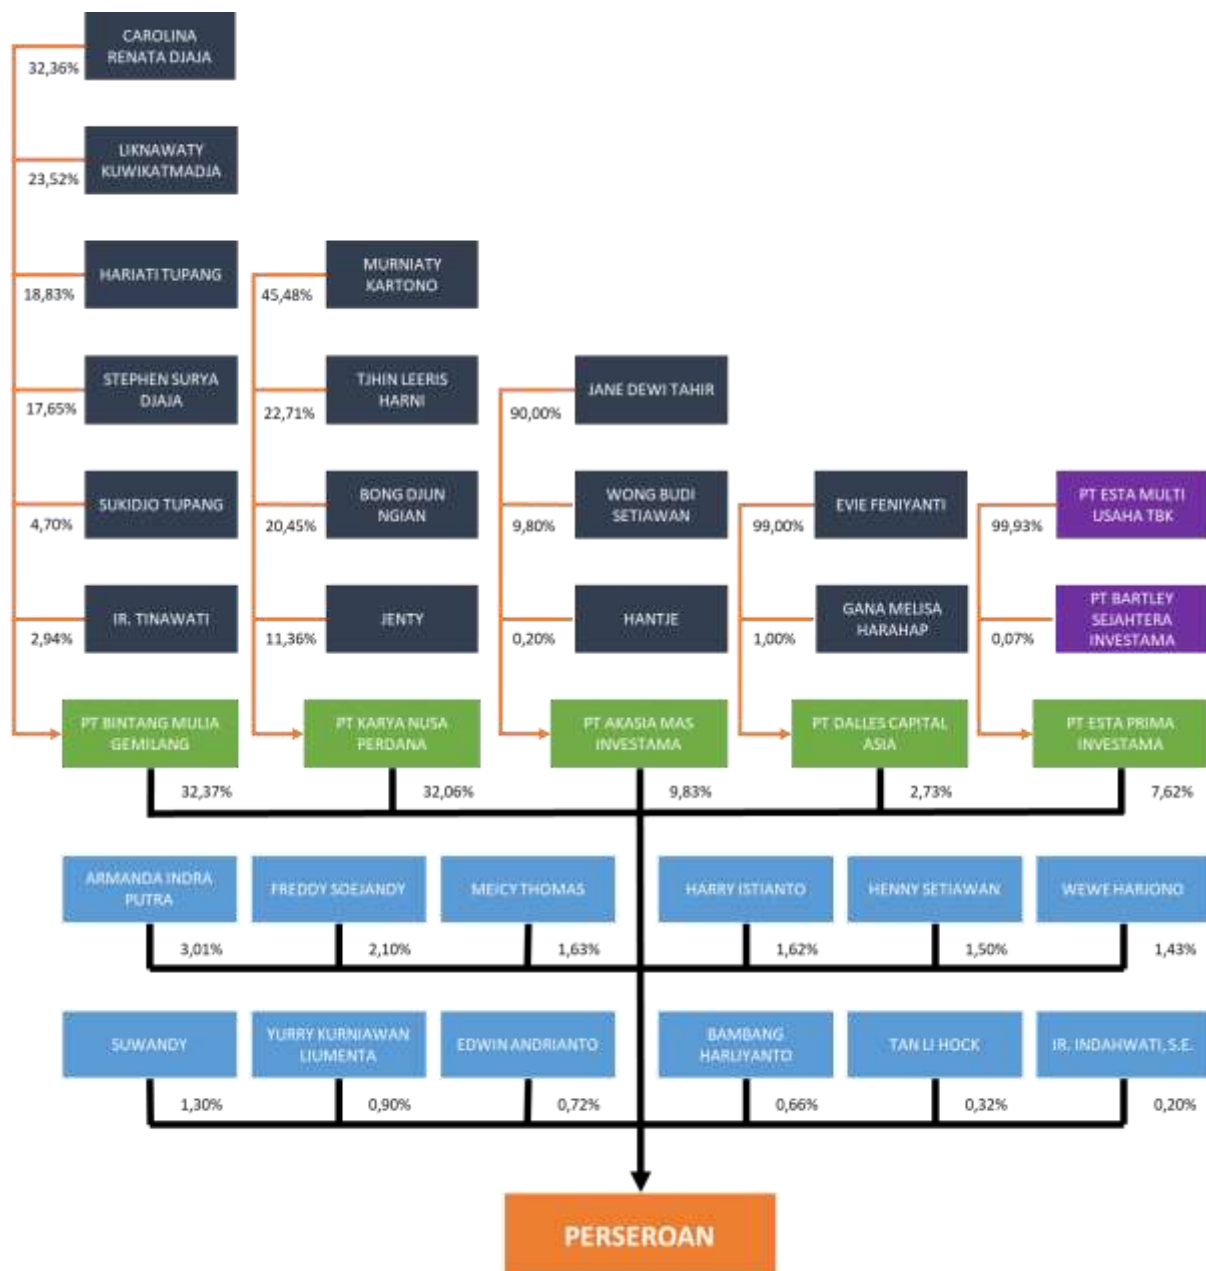 CAROLINA
RENATA DJAJA
32,36%
LIKNAWATY
KUWIKATMADJA
23,52%
HARIATI TUPANG
18,83%
STEPHEN SURYA
DJAJA
17,65%
SUKIDJO TUPANG
4,70%
IR. TINAWATI
2,94%
MURNIATY
KARTONO
45,48%
TJHIN LEERIS
HARNI
22,71%
BONG DJUN
NGIAN
20,45%
JENTY
11,36%
JANE DEWI TAHIR
90,00%
WONG BUDI
SETIAWAN
9,80%
HANTJE
0,20%
EVIE FENIYANTI
99,00%
GANA MELISA
HARAHAP
1,00%
PT ESTA MULTI
USAHA TBK
99,93%
PT BARTLEY
SEJAHTERA
INVESTAMA
0,07%
PT BINTANG MULIA
GEMILANG
32,37%
PT KARYA NUSA
PERDANA
32,06%
PT AKASIA MAS
INVESTAMA
9,83%
PT DALLES CAPITAL
ASIA
2,73%
PT ESTA PRIMA
INVESTAMA
7,62%
ARMANDA INDRA
PUTRA
3,01%
FREDDY SOEJANDY
2,10%
MEICY THOMAS
1,63%
HARRY ISTIANTO
1,62%
HENNY SETIAWAN
1,50%
WEWE HARJONO
1,43%
SUWANDY
1,30%
YURRY KURNIAWAN
LIUMENTA
0,90%
EDWIN ANDRIANTO
0,72%
BAMBANG
HARLIYANTO
0,66%
TAN LI HOCK
0,32%
IR. INDAHWATI, S.E.
0,20%
PERSEROAN